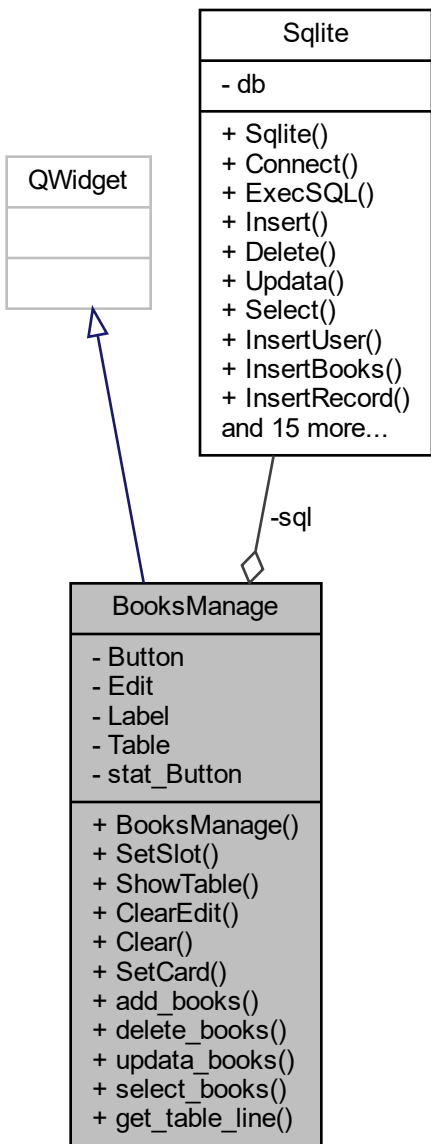 Sqlite
- db
+ Sqlite()
+ Connect()
+ ExecSQL()
+ Insert()
+ Delete()
+ Updata()
+ Select()
+ InsertUser()
+ InsertBooks()
+ InsertRecord()
and 15 more...
QWidget
-sql
BooksManage
- Button
- Edit
- Label
- Table
- stat_Button
+ BooksManage()
+ SetSlot()
+ ShowTable()
+ ClearEdit()
+ Clear()
+ SetCard()
+ add_books()
+ delete_books()
+ updata_books()
+ select_books()
+ get_table_line()